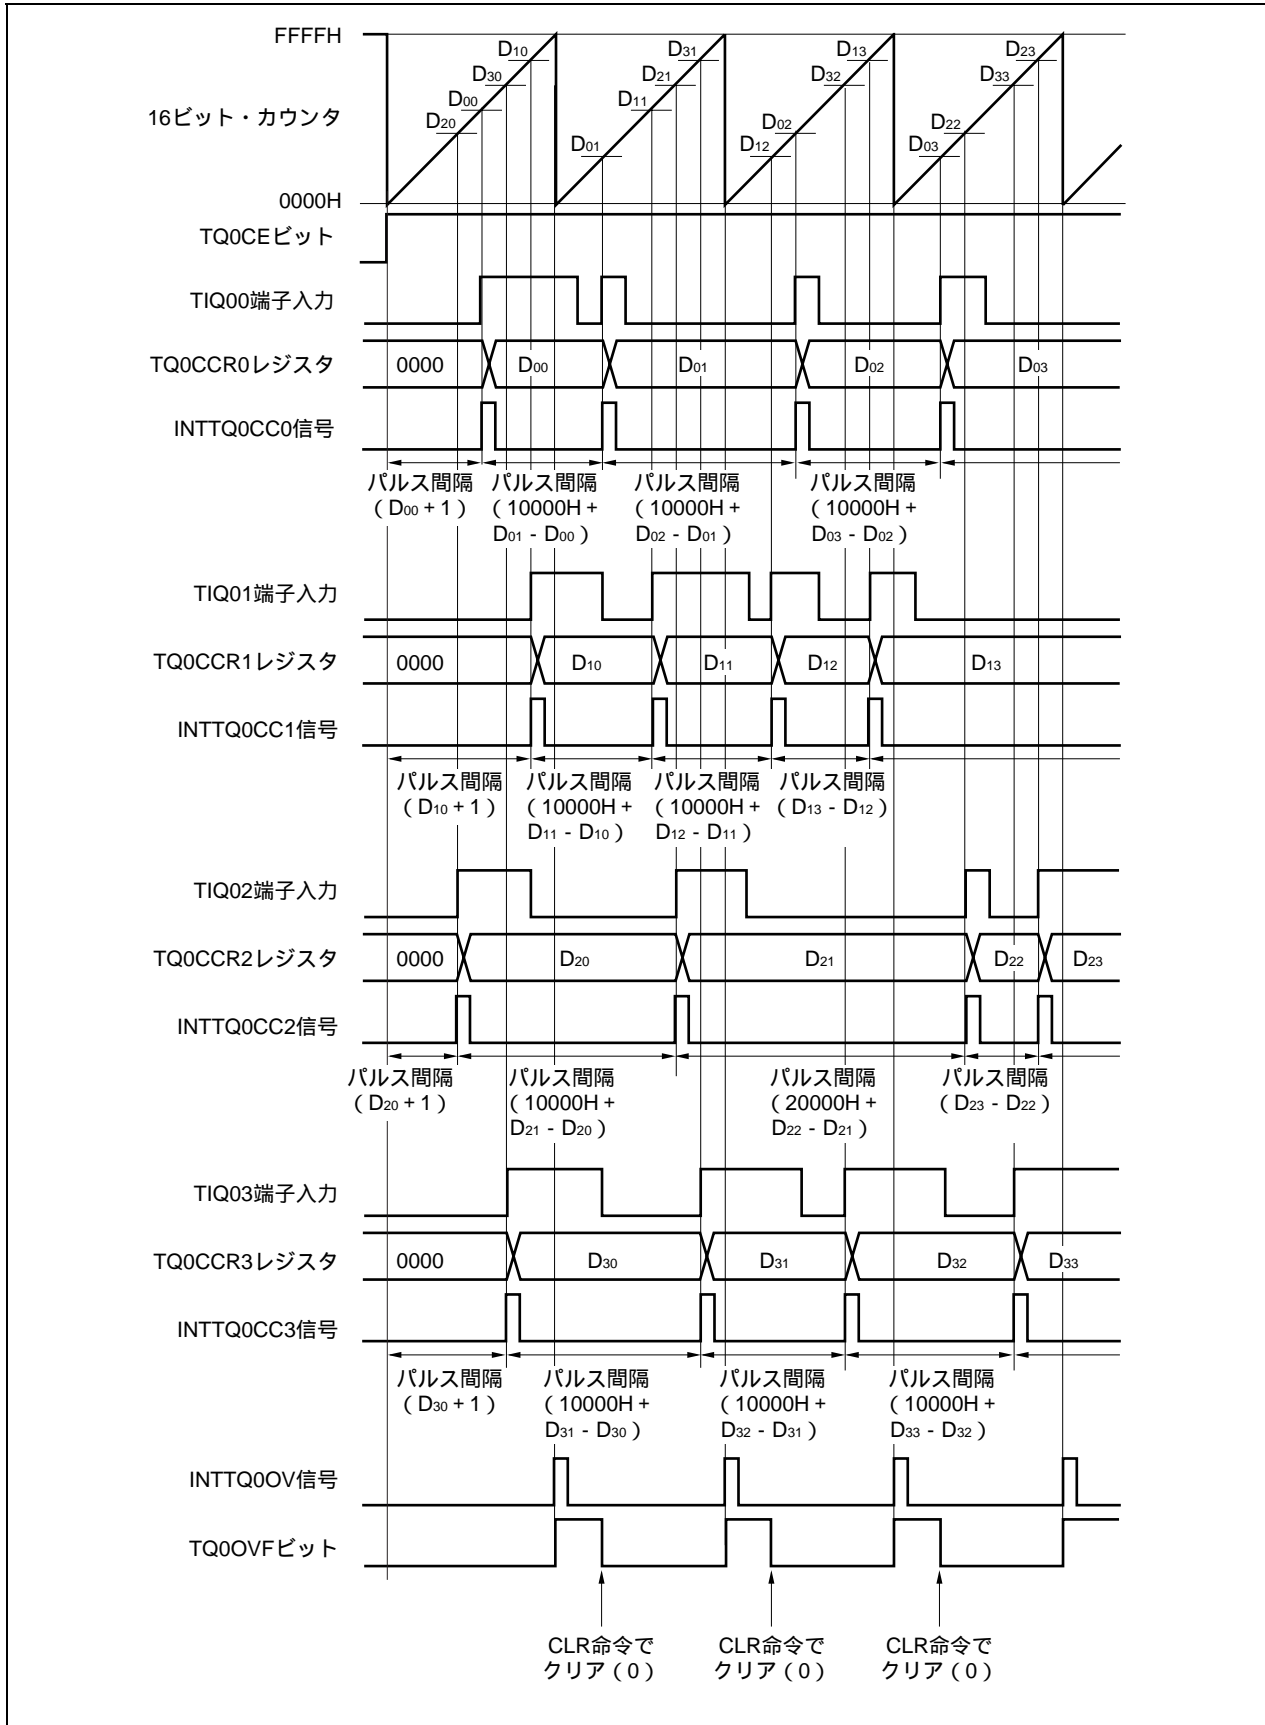 FFFFH
16ビット・カウンタ
0000H
D20 D00 D30 D10
D01 D11 D21 D31
D12 D02 D32 D13
D03 D22 D33 D23
TQ0CEビット
TIQ00端子入力
TQ0CCR0レジスタ 0000 D00 D01 D02 D03
INTTQ0CC0信号
パルス間隔 パルス間隔 パルス間隔 パルス間隔
(D00 + 1) (10000H + (10000H + (10000H +
D01 - D00) D02 - D01) D03 - D02)
TIQ01端子入力
TQ0CCR1レジスタ 0000 D10 D11 D12 D13
INTTQ0CC1信号
パルス間隔 パルス間隔 パルス間隔 パルス間隔
(D10 + 1) (10000H + (10000H + (D13 - D12)
D11 - D10) D12 - D11)
TIQ02端子入力
TQ0CCR2レジスタ 0000 D20 D21 D22 D23
INTTQ0CC2信号
パルス間隔 パルス間隔 パルス間隔 パルス間隔
(D20 + 1) (10000H + (20000H + (D23 - D22)
D21 - D20) D22 - D21)
TIQ03端子入力
TQ0CCR3レジスタ 0000 D30 D31 D32 D33
INTTQ0CC3信号
パルス間隔 パルス間隔 パルス間隔 パルス間隔
(D30 + 1) (10000H + (10000H + (10000H +
D31 - D30) D32 - D31) D33 - D32)
INTTQ0OV信号
TQ0OVFビット
CLR命令で CLR命令で CLR命令で
クリア(0) クリア(0) クリア(0)